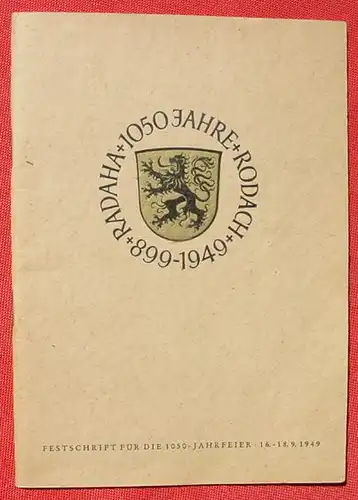 + RADAHA + 1050 JAHRE + RODACH + 899-1949
FESTSCHRIFT FÜR DIE 1050-JAHRFEIER · 16.-18.9.1949